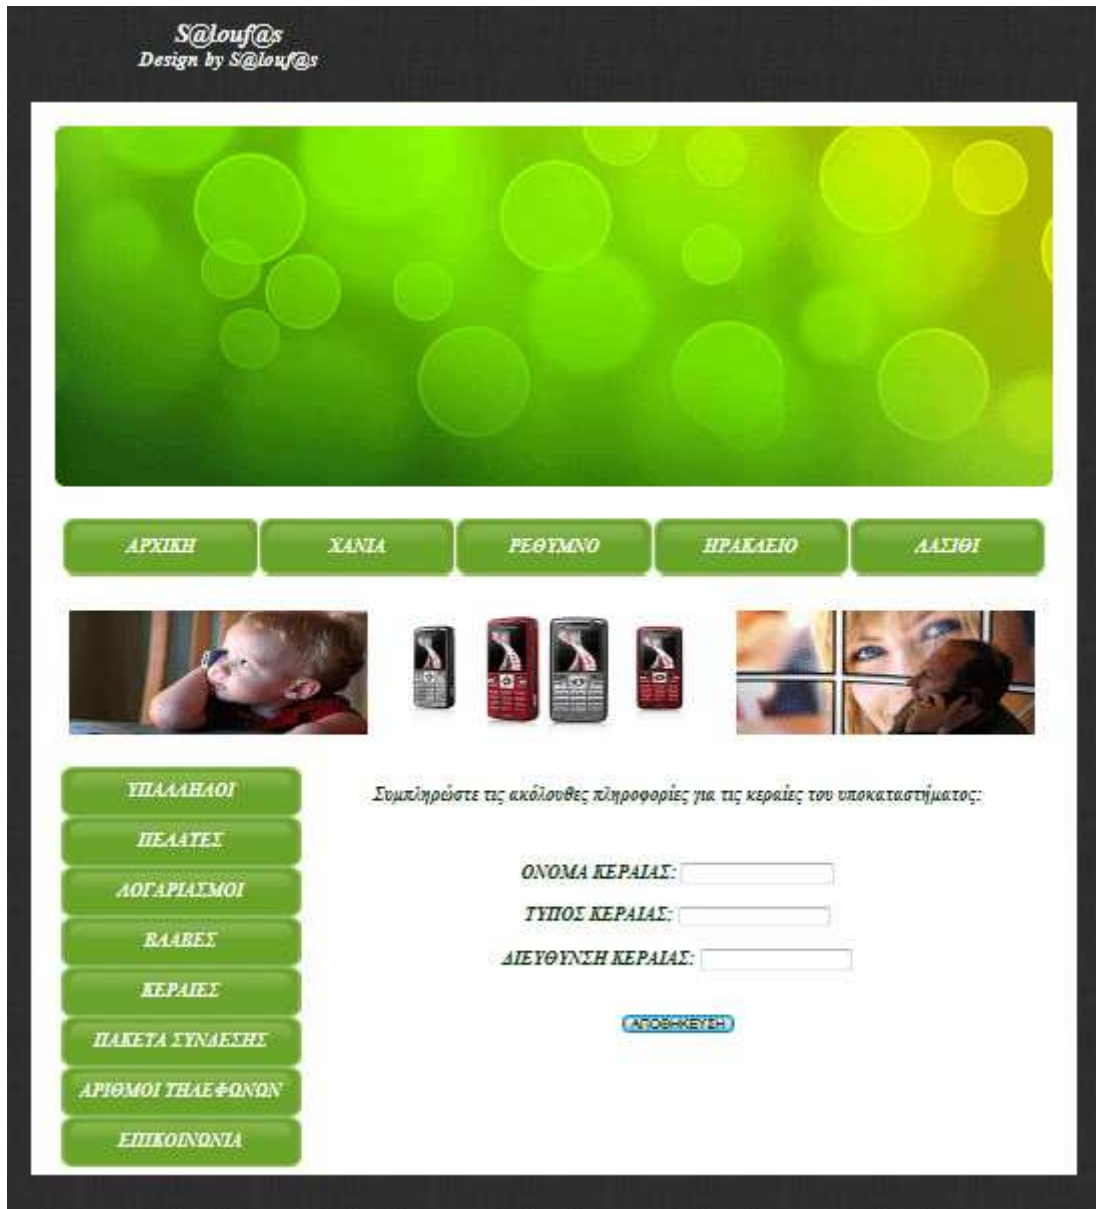 S@louf@s
Design by S@louf@s
ΑΡΧΙΚΗ ΧΑΝΙΑ ΡΕΘΥΜΝΟ ΗΡΑΚΛΕΙΟ ΛΑΣΙΘΙ
ΥΠΑΛΛΗΛΟΙ
ΠΕΛΑΤΕΣ
ΛΟΓΑΡΙΑΣΜΟΙ
ΒΛΑΒΕΣ
ΚΕΡΑΙΕΣ
ΠΑΚΕΤΑ ΣΥΝΔΕΣΗΣ
ΑΡΙΘΜΟΙ ΤΗΛΕΦΩΝΩΝ
ΕΠΙΚΟΙΝΩΝΙΑ
Συμπληρώστε τις ακόλουθες πληροφορίες για τις κεραίες του υποκαταστήματος:
ΟΝΟΜΑ ΚΕΡΑΙΑΣ:
ΤΥΠΟΣ ΚΕΡΑΙΑΣ:
ΔΙΕΥΘΥΝΣΗ ΚΕΡΑΙΑΣ:
ΑΠΟΘΗΚΕΥΣΗ